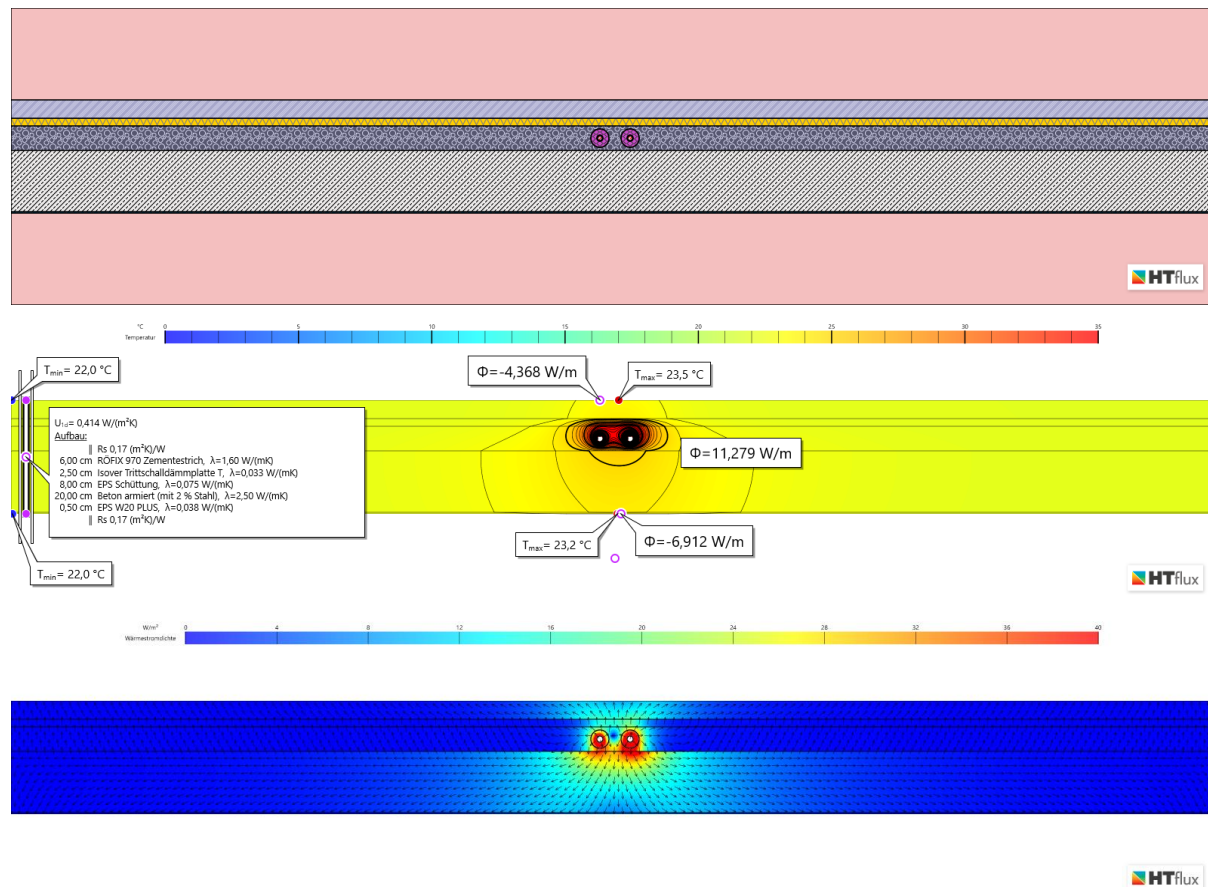 HTflux
°C
Temperatur
0 5 10 15 20 25 30 35
Tmin= 22,0 °C
Φ=-4,368 W/m
Tmax= 23,5 °C
U1-d= 0,414 W/(m²K)
Aufbau:
|| Rs 0,17 (m²K)/W
6,00 cm RÖFIX 970 Zementestrich, λ=1,60 W/(mK)
2,50 cm Isover Trittschalldämmplatte T, λ=0,033 W/(mK)
8,00 cm EPS Schüttung, λ=0,075 W/(mK)
20,00 cm Beton armiert (mit 2 % Stahl), λ=2,50 W/(mK)
0,50 cm EPS W20 PLUS, λ=0,038 W/(mK)
|| Rs 0,17 (m²K)/W
Φ=11,279 W/m
Tmax= 23,2 °C
Φ=-6,912 W/m
Tmin= 22,0 °C
HTflux
W/m²
Wärmestromdichte
0 4 8 12 16 20 24 28 32 36 40
HTflux